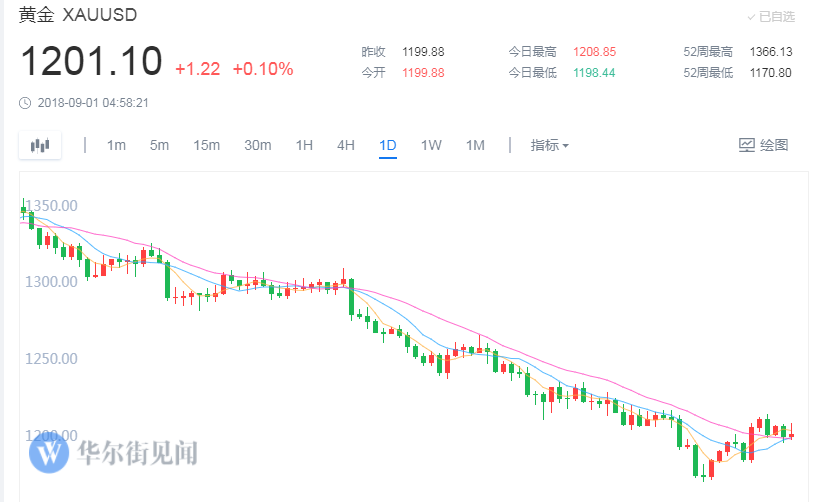 黄金 XAUUSD
已自选
1201.10 +1.22 +0.10%
昨收 1199.88 今日最高 1208.85 52周最高 1366.13
今开 1199.88 今日最低 1198.44 52周最低 1170.80
2018-09-01 04:58:21
1m 5m 15m 30m 1H 4H 1D 1W 1M 指标 绘图
1350.00
1300.00
1250.00
1200.00
华尔街见闻